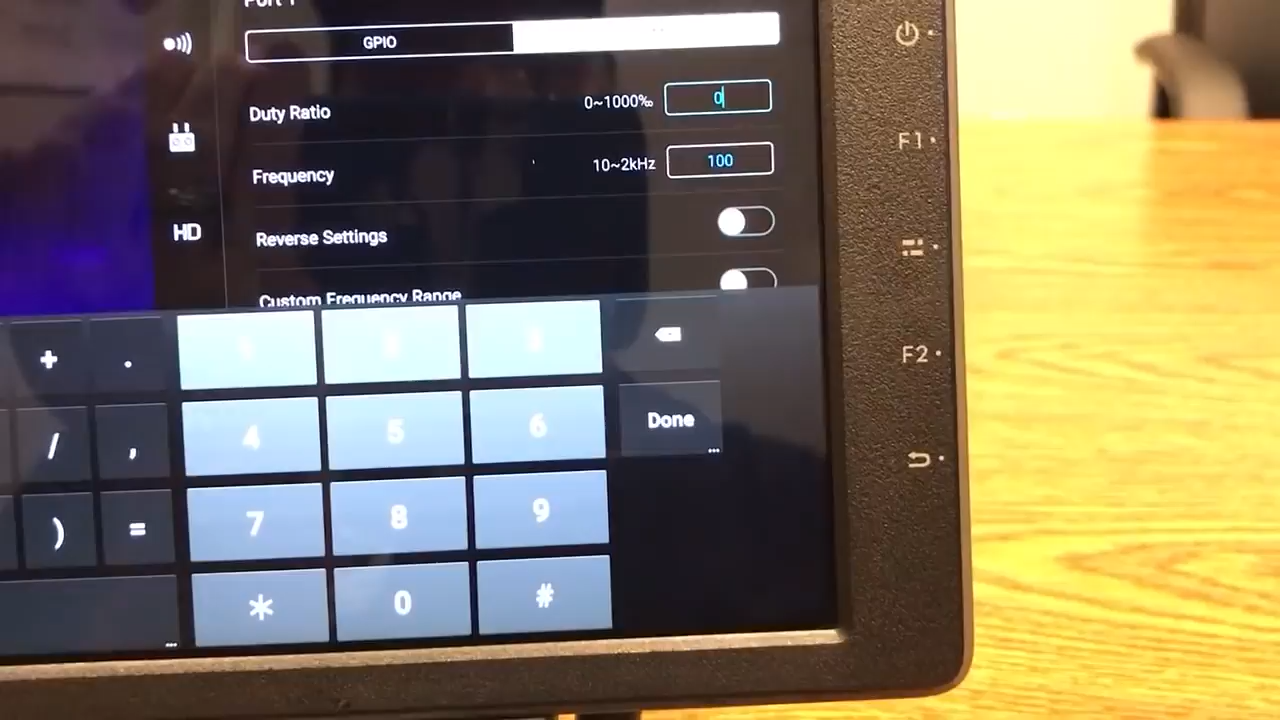 Port 1
GPIO
Duty Ratio 0~1000‰ 0
Frequency 10~2kHz 100
HD
Reverse Settings
Custom Frequency Range
+ .
/ , 4 5 6 Done
) = 7 8 9
* 0 #
F1
F2